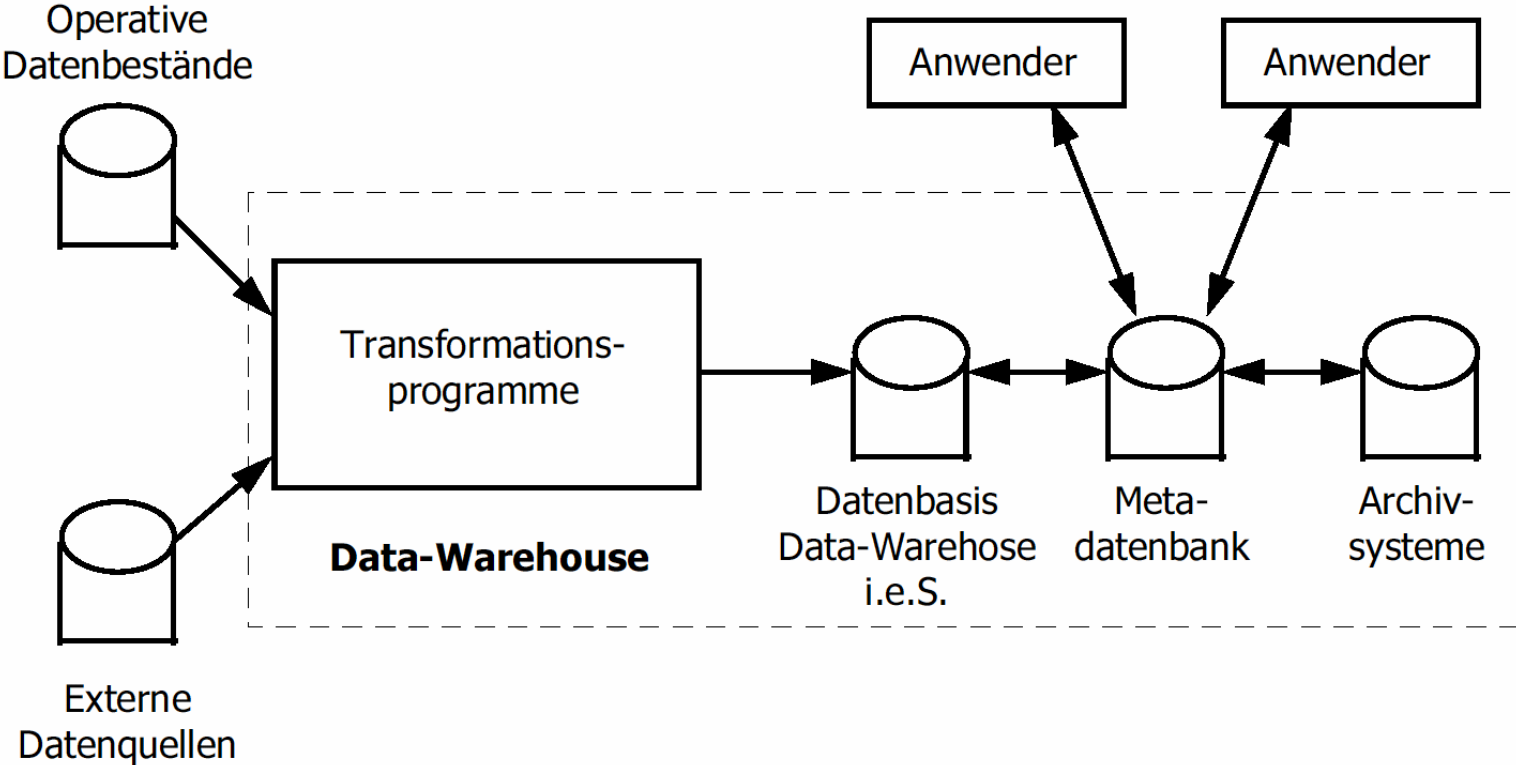 Operative
Datenbestände
Anwender
Anwender
Transformations-
programme
Data-Warehouse
Datenbasis
Data-Warehose
i.e.S.
Meta-
datenbank
Archiv-
systeme
Externe
Datenquellen